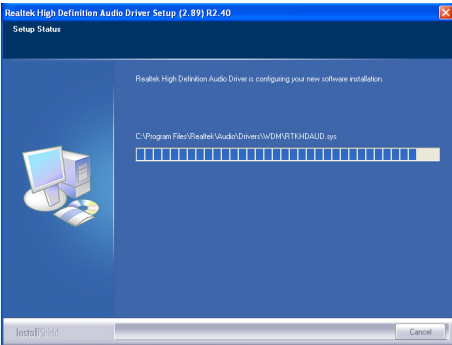 Realtek High Definition Audio Driver Setup (2.89) R2.40
Setup Status
Realtek High Definition Audio Driver is configuring your new software installation.
C:\Program Files\Realtek\Audio\Drivers\WDM\RTKHDAUD.sys
InstallShield
Cancel